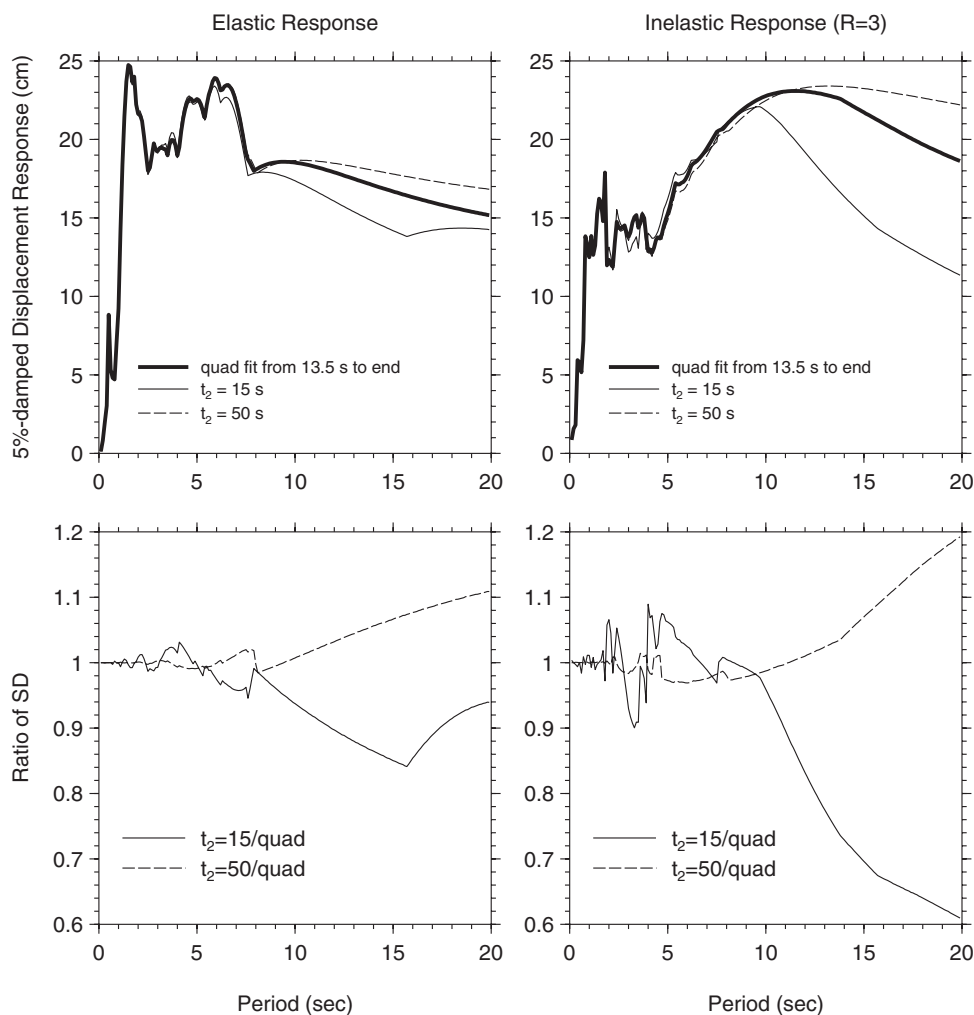 Elastic Response
Inelastic Response (R=3)
5%-damped Displacement Response (cm)
25
20
15
10
5
0
quad fit from 13.5 s to end
t₂ = 15 s
t₂ = 50 s
0 5 10 15 20
25
20
15
10
5
0
quad fit from 13.5 s to end
t₂ = 15 s
t₂ = 50 s
0 5 10 15 20
Ratio of SD
1.2
1.1
1
0.9
0.8
0.7
0.6
t₂=15/quad
t₂=50/quad
0 5 10 15 20
Period (sec)
1.2
1.1
1
0.9
0.8
0.7
0.6
t₂=15/quad
t₂=50/quad
0 5 10 15 20
Period (sec)